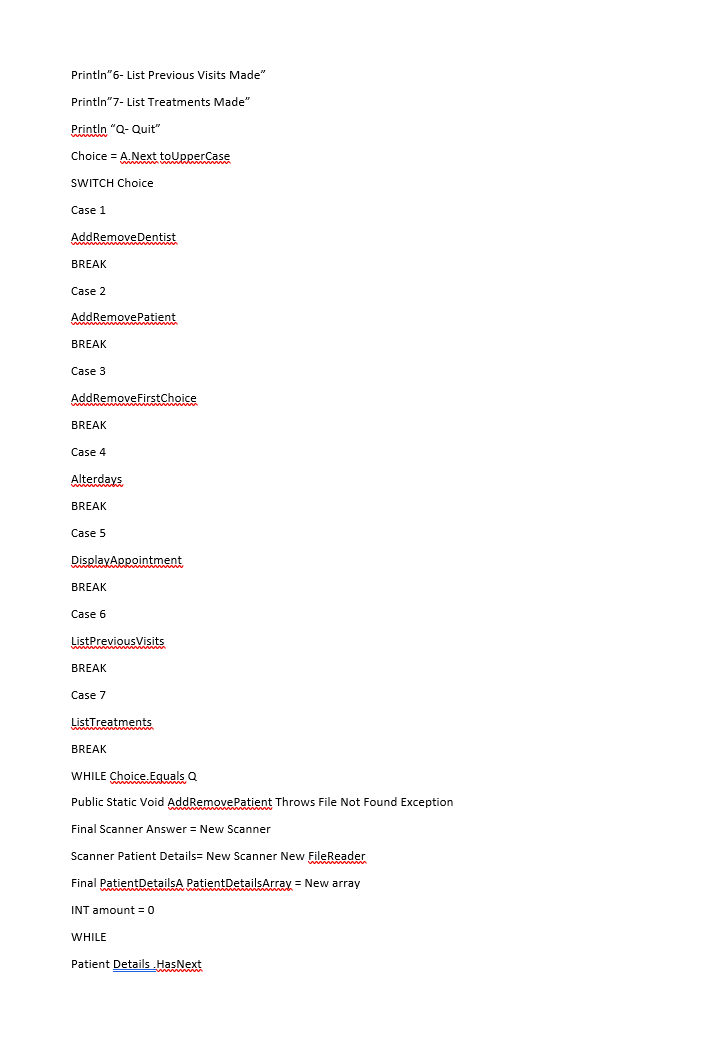 Println”6- List Previous Visits Made”
Println”7- List Treatments Made”
Println “Q- Quit”
Choice = A.Next toUpperCase
SWITCH Choice
Case 1
AddRemoveDentist
BREAK
Case 2
AddRemovePatient
BREAK
Case 3
AddRemoveFirstChoice
BREAK
Case 4
Alterdays
BREAK
Case 5
DisplayAppointment
BREAK
Case 6
ListPreviousVisits
BREAK
Case 7
ListTreatments
BREAK
WHILE Choice.Equals Q
Public Static Void AddRemovePatient Throws File Not Found Exception
Final Scanner Answer = New Scanner
Scanner Patient Details= New Scanner New FileReader
Final PatientDetailsA PatientDetailsArray = New array
INT amount = 0
WHILE
Patient Details .HasNext